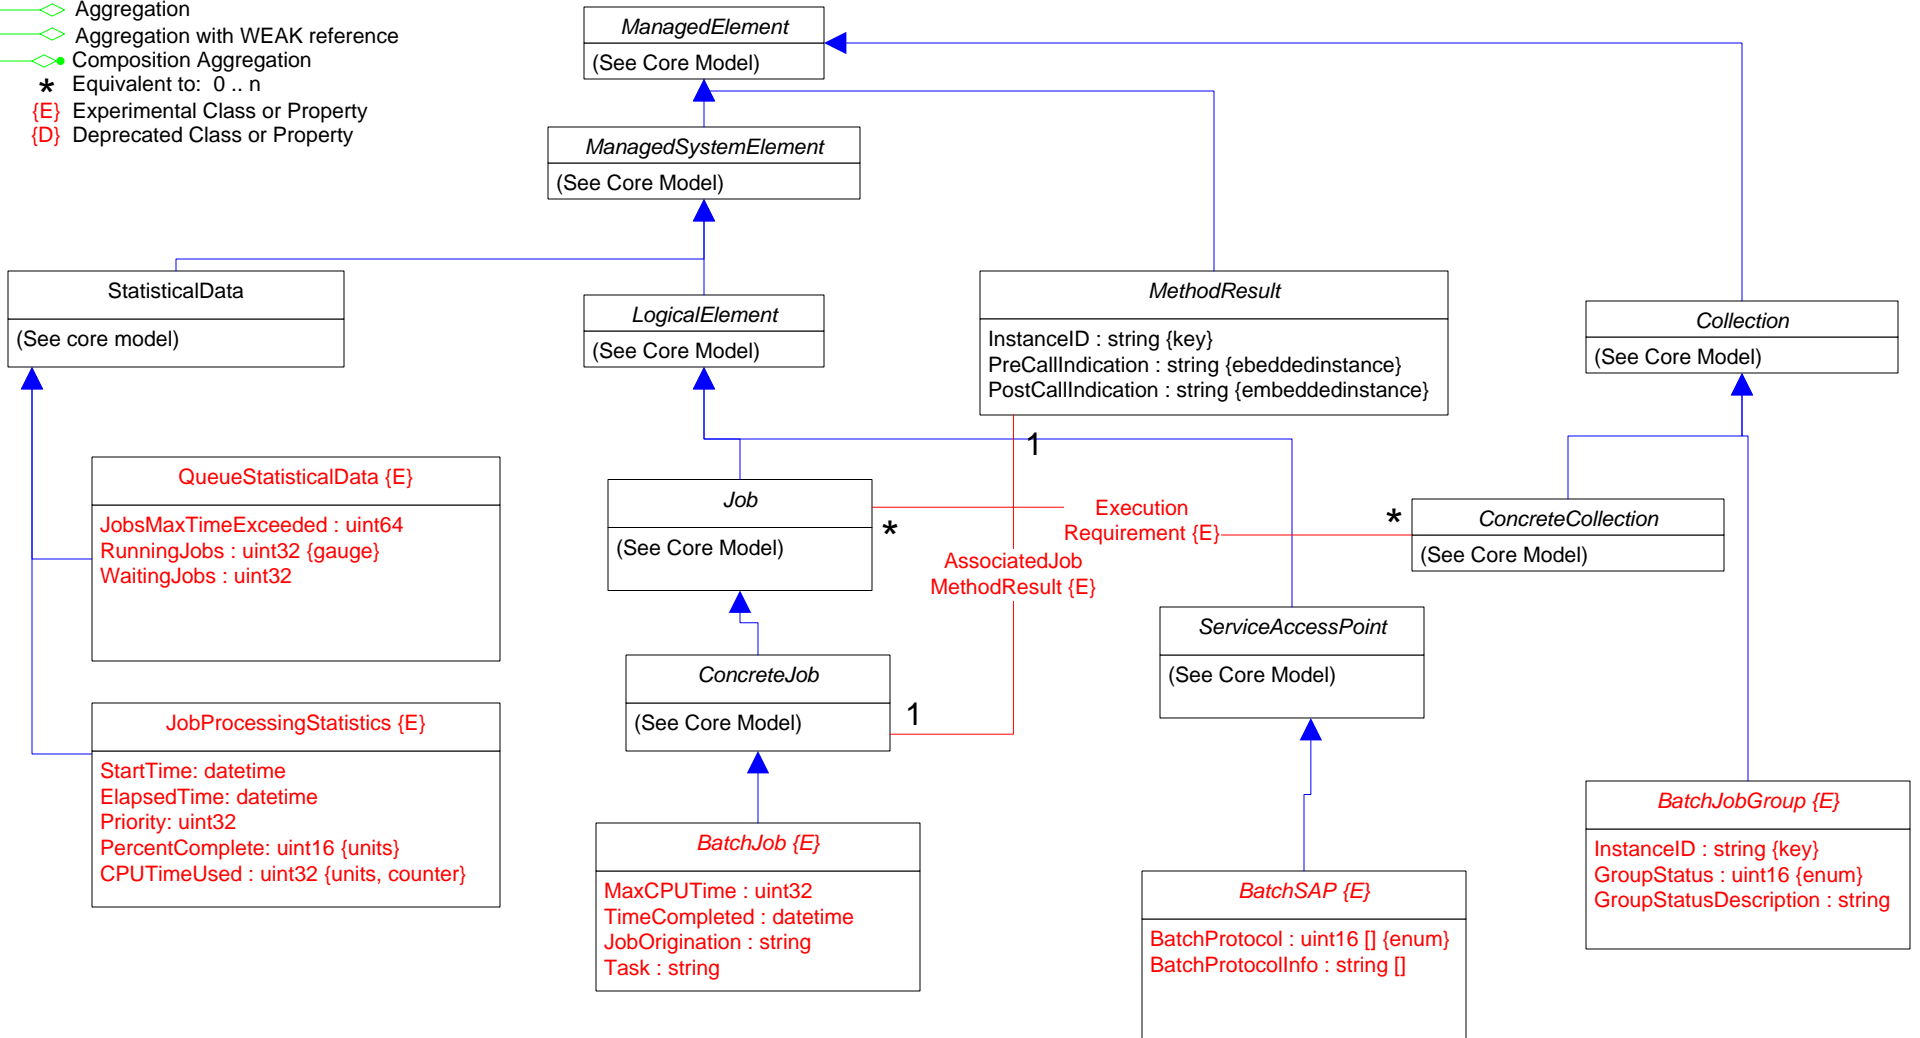 Aggregation
Aggregation with WEAK reference
Composition Aggregation
* Equivalent to: 0 .. n
{E} Experimental Class or Property
{D} Deprecated Class or Property
ManagedElement
(See Core Model)
ManagedSystemElement
(See Core Model)
StatisticalData
(See core model)
LogicalElement
(See Core Model)
MethodResult
InstanceID : string {key}
PreCallIndication : string {ebeddedinstance}
PostCallIndication : string {embeddedinstance}
Collection
(See Core Model)
1
QueueStatisticalData {E}
JobsMaxTimeExceeded : uint64
RunningJobs : uint32 {gauge}
WaitingJobs : uint32
Job
(See Core Model)
*
Execution
Requirement {E}
*
ConcreteCollection
(See Core Model)
AssociatedJob
MethodResult {E}
ServiceAccessPoint
(See Core Model)
ConcreteJob
(See Core Model)
1
JobProcessingStatistics {E}
StartTime: datetime
ElapsedTime: datetime
Priority: uint32
PercentComplete: uint16 {units}
CPUTimeUsed : uint32 {units, counter}
BatchJob {E}
MaxCPUTime : uint32
TimeCompleted : datetime
JobOrigination : string
Task : string
BatchSAP {E}
BatchProtocol : uint16 [] {enum}
BatchProtocolInfo : string []
BatchJobGroup {E}
InstanceID : string {key}
GroupStatus : uint16 {enum}
GroupStatusDescription : string